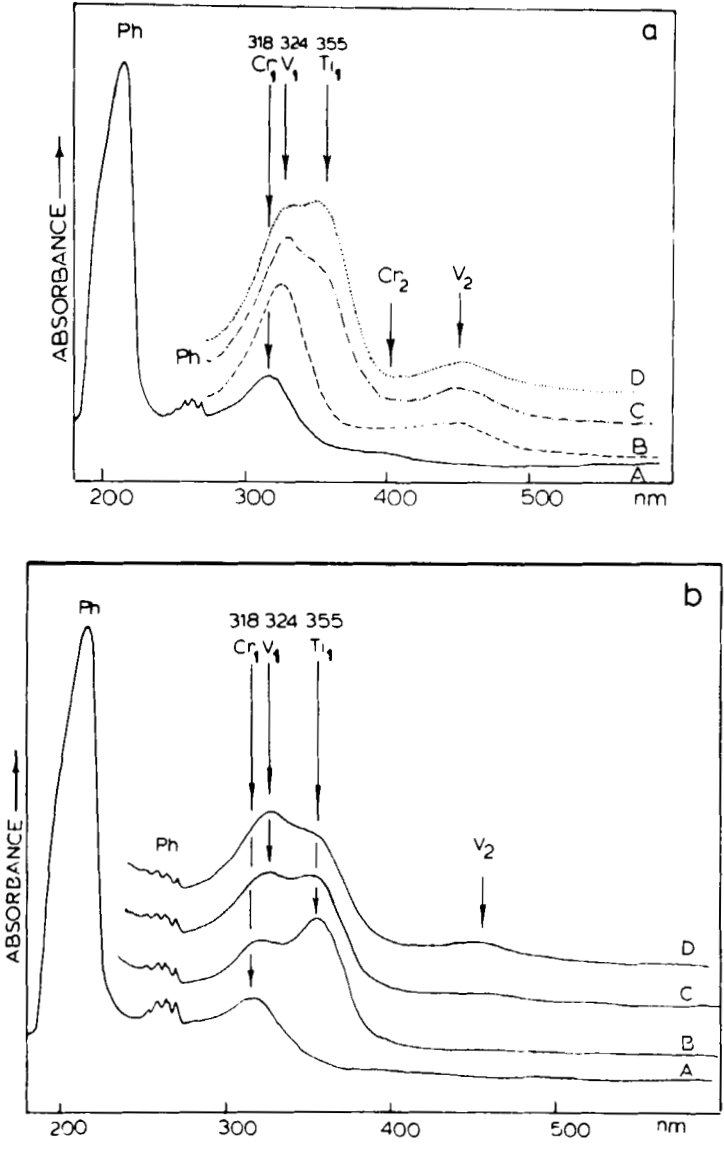 a
Ph
318 324 355
Cr1 V1 Ti1
Cr2 V2
Ph
ABSORBANCE
D
C
B
A
200 300 400 500 nm
b
Ph
318 324 355
Cr1 V1 Ti1
Ph
V2
ABSORBANCE
D
C
B
A
200 300 400 500 nm